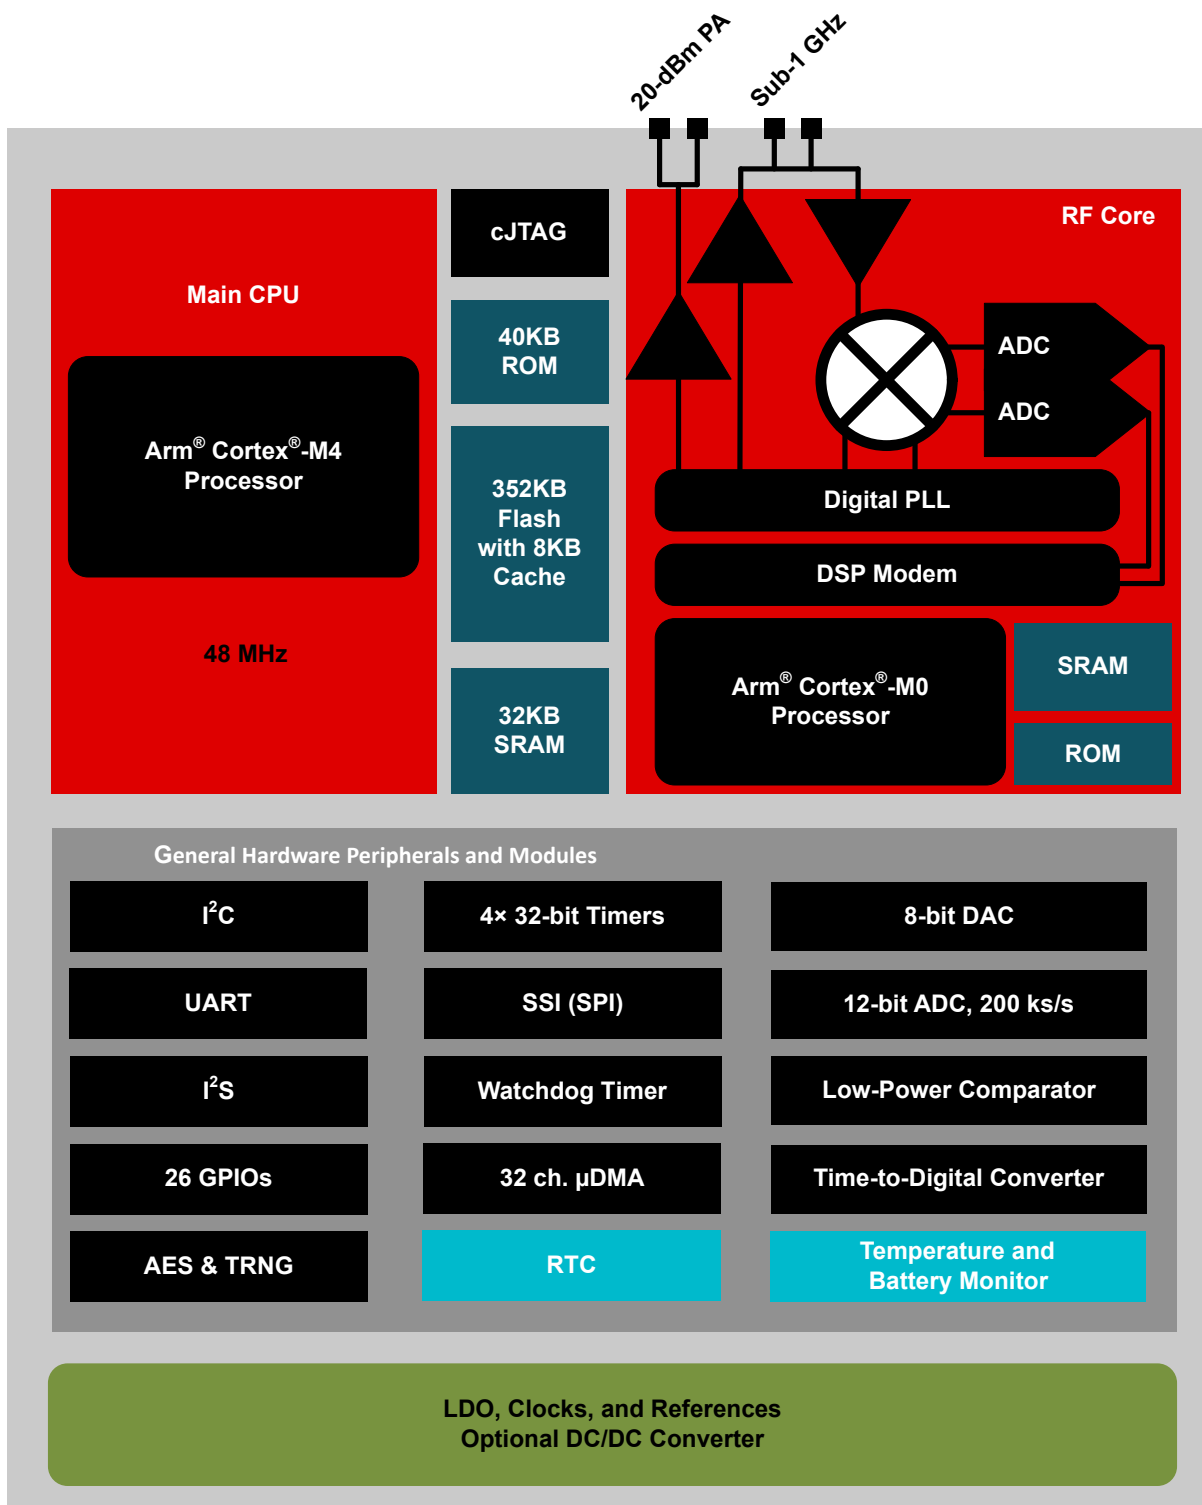 20-dBm PA
Sub-1 GHz
Main CPU
Arm® Cortex®-M4
Processor
48 MHz
cJTAG
40KB
ROM
352KB
Flash
with 8KB
Cache
32KB
SRAM
RF Core
ADC
ADC
Digital PLL
DSP Modem
Arm® Cortex®-M0
Processor
SRAM
ROM
General Hardware Peripherals and Modules
I²C
4× 32-bit Timers
8-bit DAC
UART
SSI (SPI)
12-bit ADC, 200 ks/s
I²S
Watchdog Timer
Low-Power Comparator
26 GPIOs
32 ch. µDMA
Time-to-Digital Converter
AES & TRNG
RTC
Temperature and
Battery Monitor
LDO, Clocks, and References
Optional DC/DC Converter